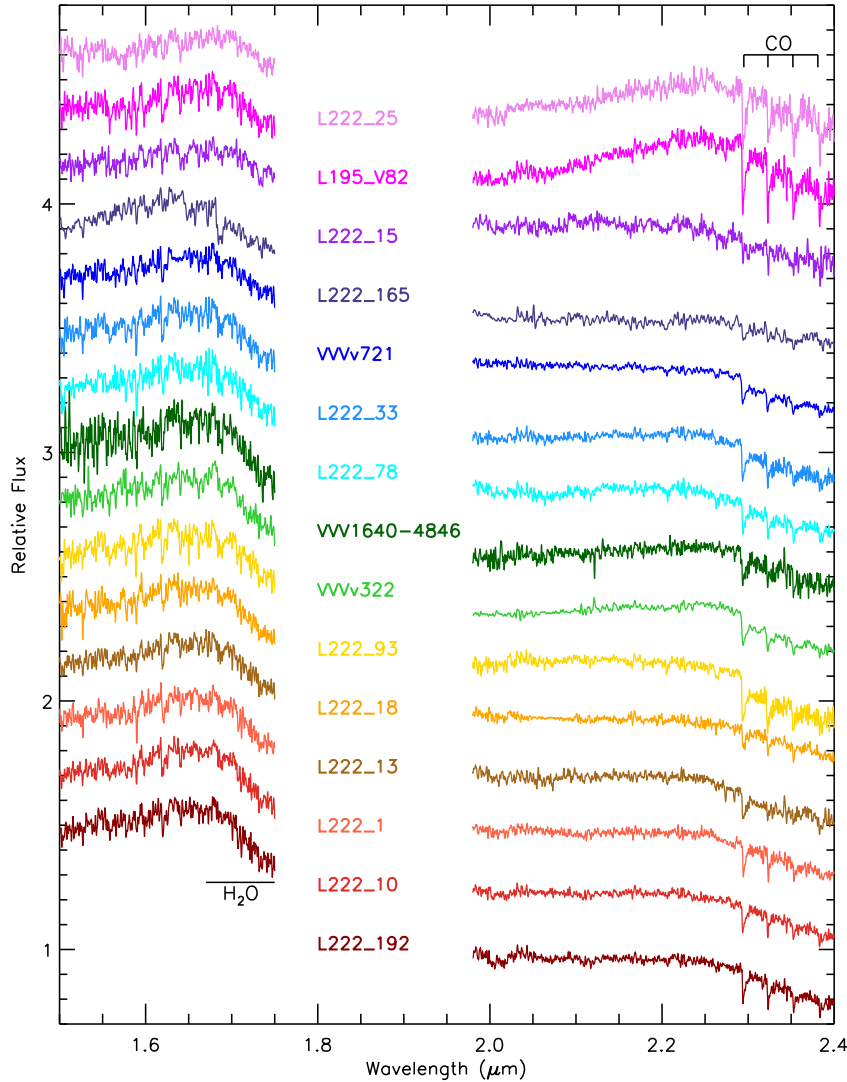 CO
L222_25
L195_V82
4
L222_15
L222_165
VVVv721
L222_33
3
L222_78
VVV1640-4846
Relative Flux
VVVv322
L222_93
2
L222_18
L222_13
L222_1
L222_10
H₂O
L222_192
1
1.6 1.8 2.0 2.2 2.4
Wavelength (μm)